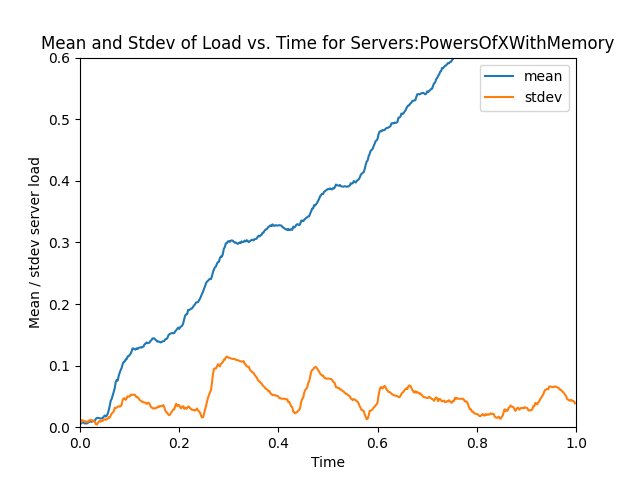 Mean and Stdev of Load vs. Time for Servers:PowersOfXWithMemory
mean
stdev
Mean / stdev server load
0.6
0.5
0.4
0.3
0.2
0.1
0.0
0.0 0.2 0.4 0.6 0.8 1.0
Time